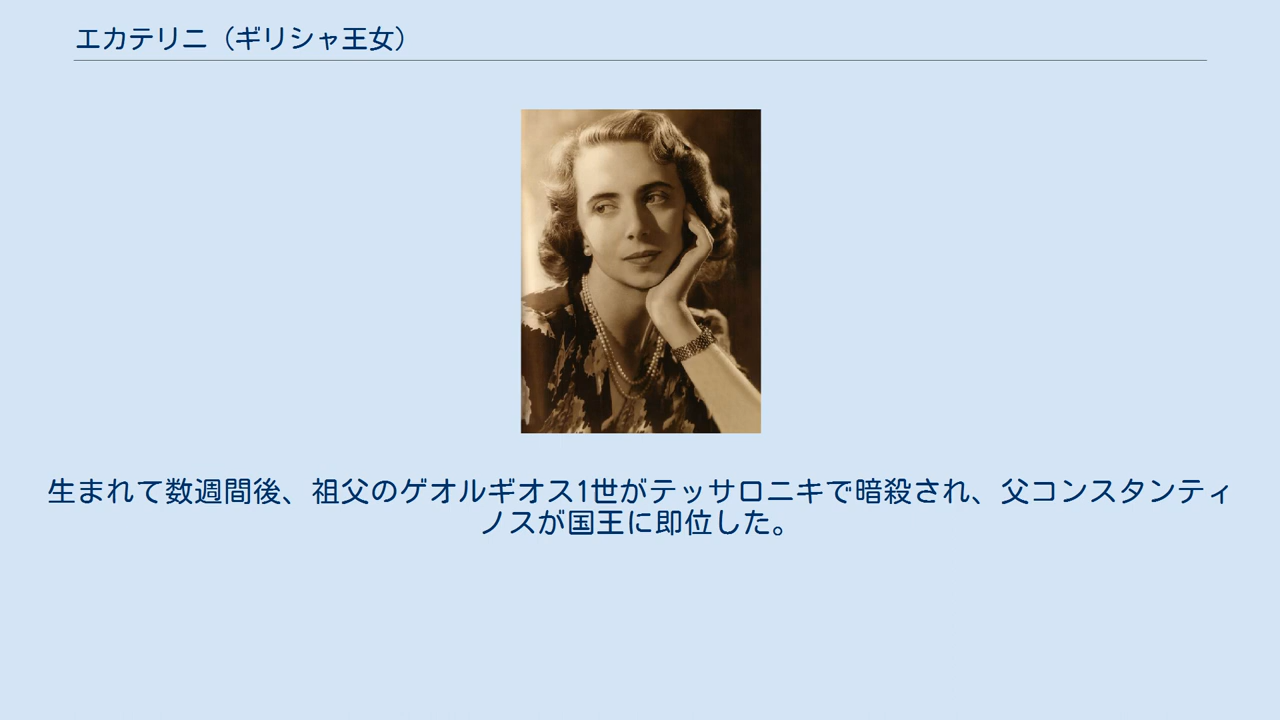 エカテリニ（ギリシャ王女）
生まれて数週間後、祖父のゲオルギオス1世がテッサロニキで暗殺され、父コンスタンティ
ノスが国王に即位した。